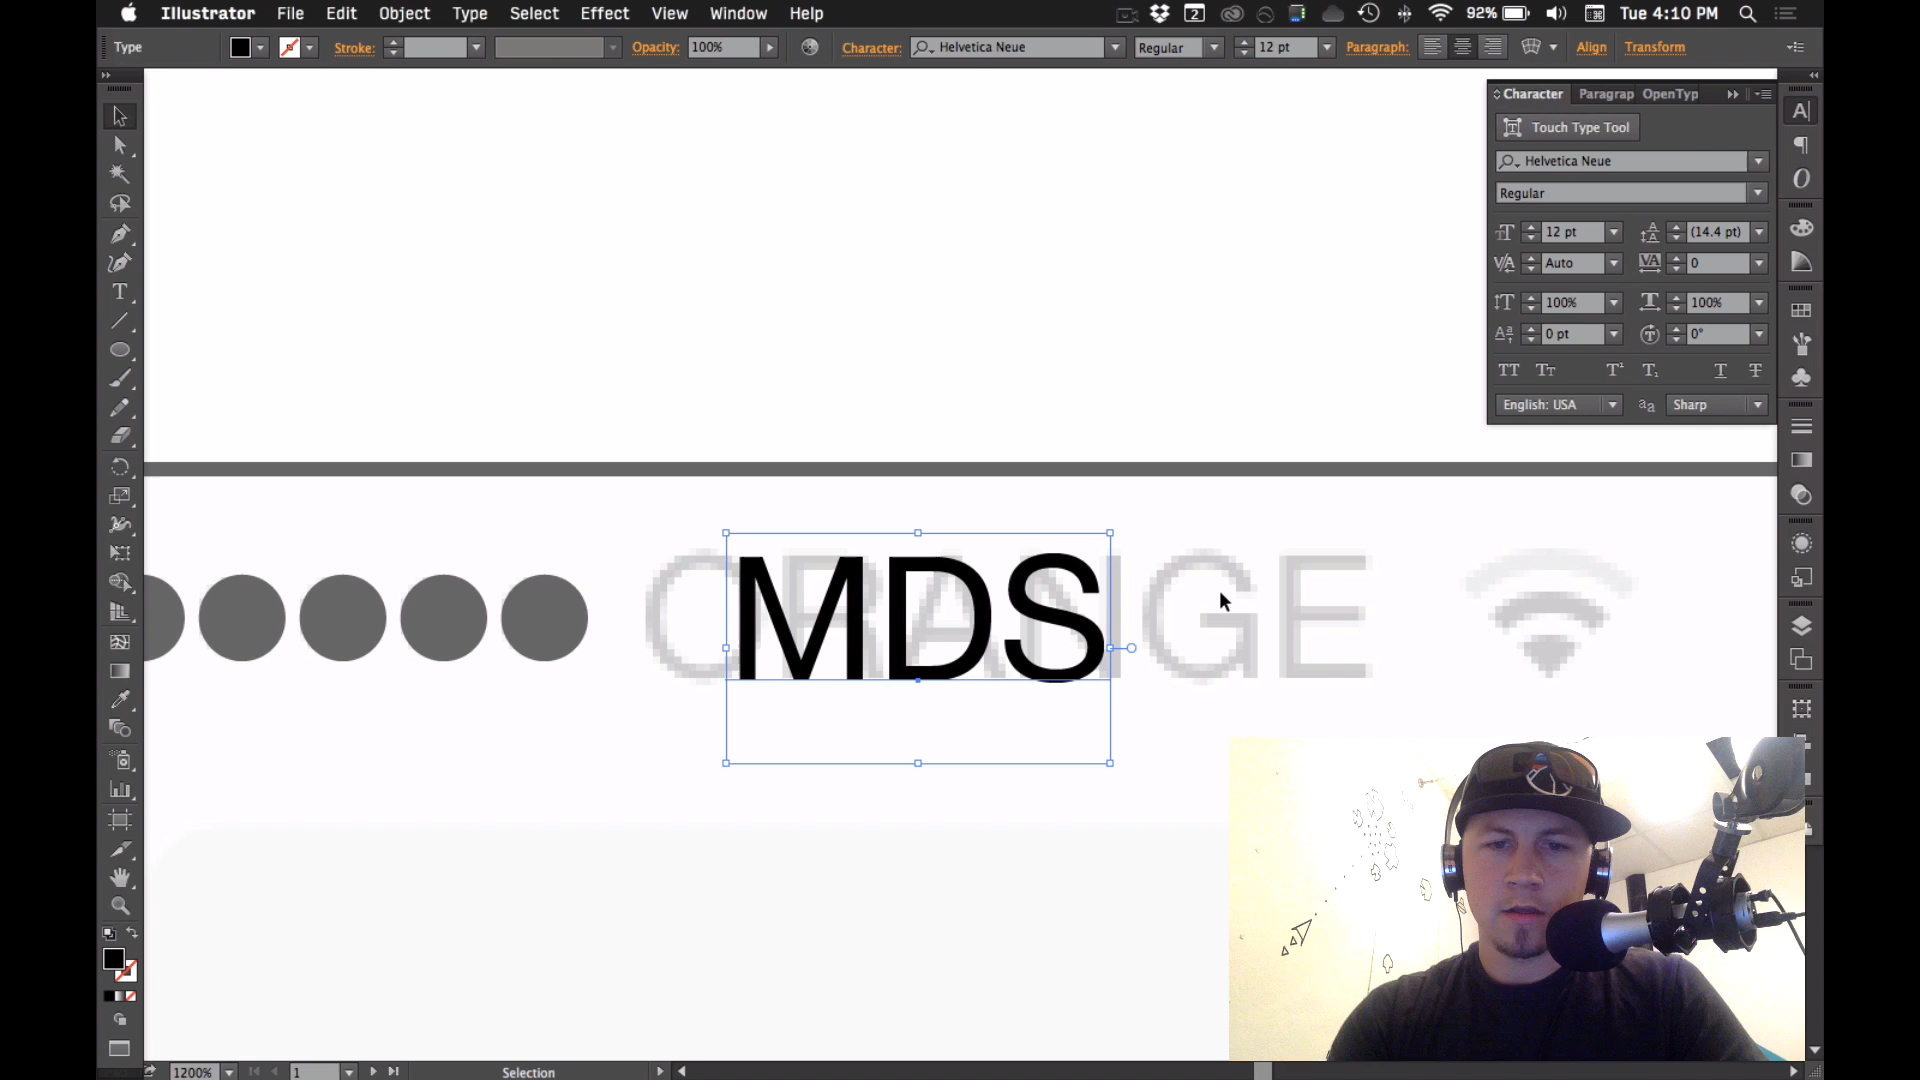 Illustrator File Edit Object Type Select Effect View Window Help 2 92% Tue 4:10 PM
Type Stroke: Opacity: 100% Character: Helvetica Neue Regular 12 pt Paragraph: Align Transform
Character Paragrap OpenTyp
Touch Type Tool
Helvetica Neue
Regular
12 pt (14.4 pt)
Auto 0
100% 100%
0 pt 0°
English: USA Sharp
ORANGE
MDS
1200% 1 Selection